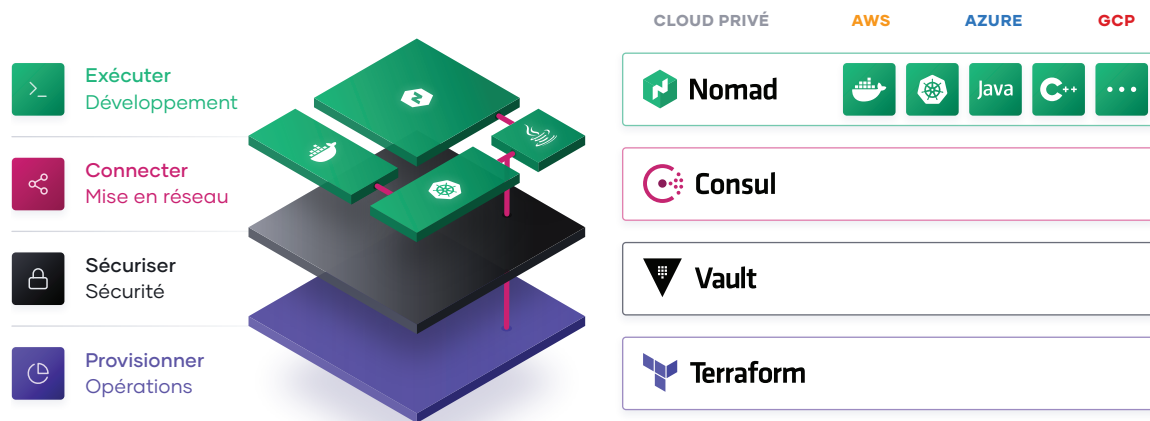 CLOUD PRIVÉ AWS AZURE GCP
Exécuter
Développement
Connecter
Mise en réseau
Sécuriser
Sécurité
Provisionner
Opérations
Nomad Java C++
Consul
Vault
Terraform